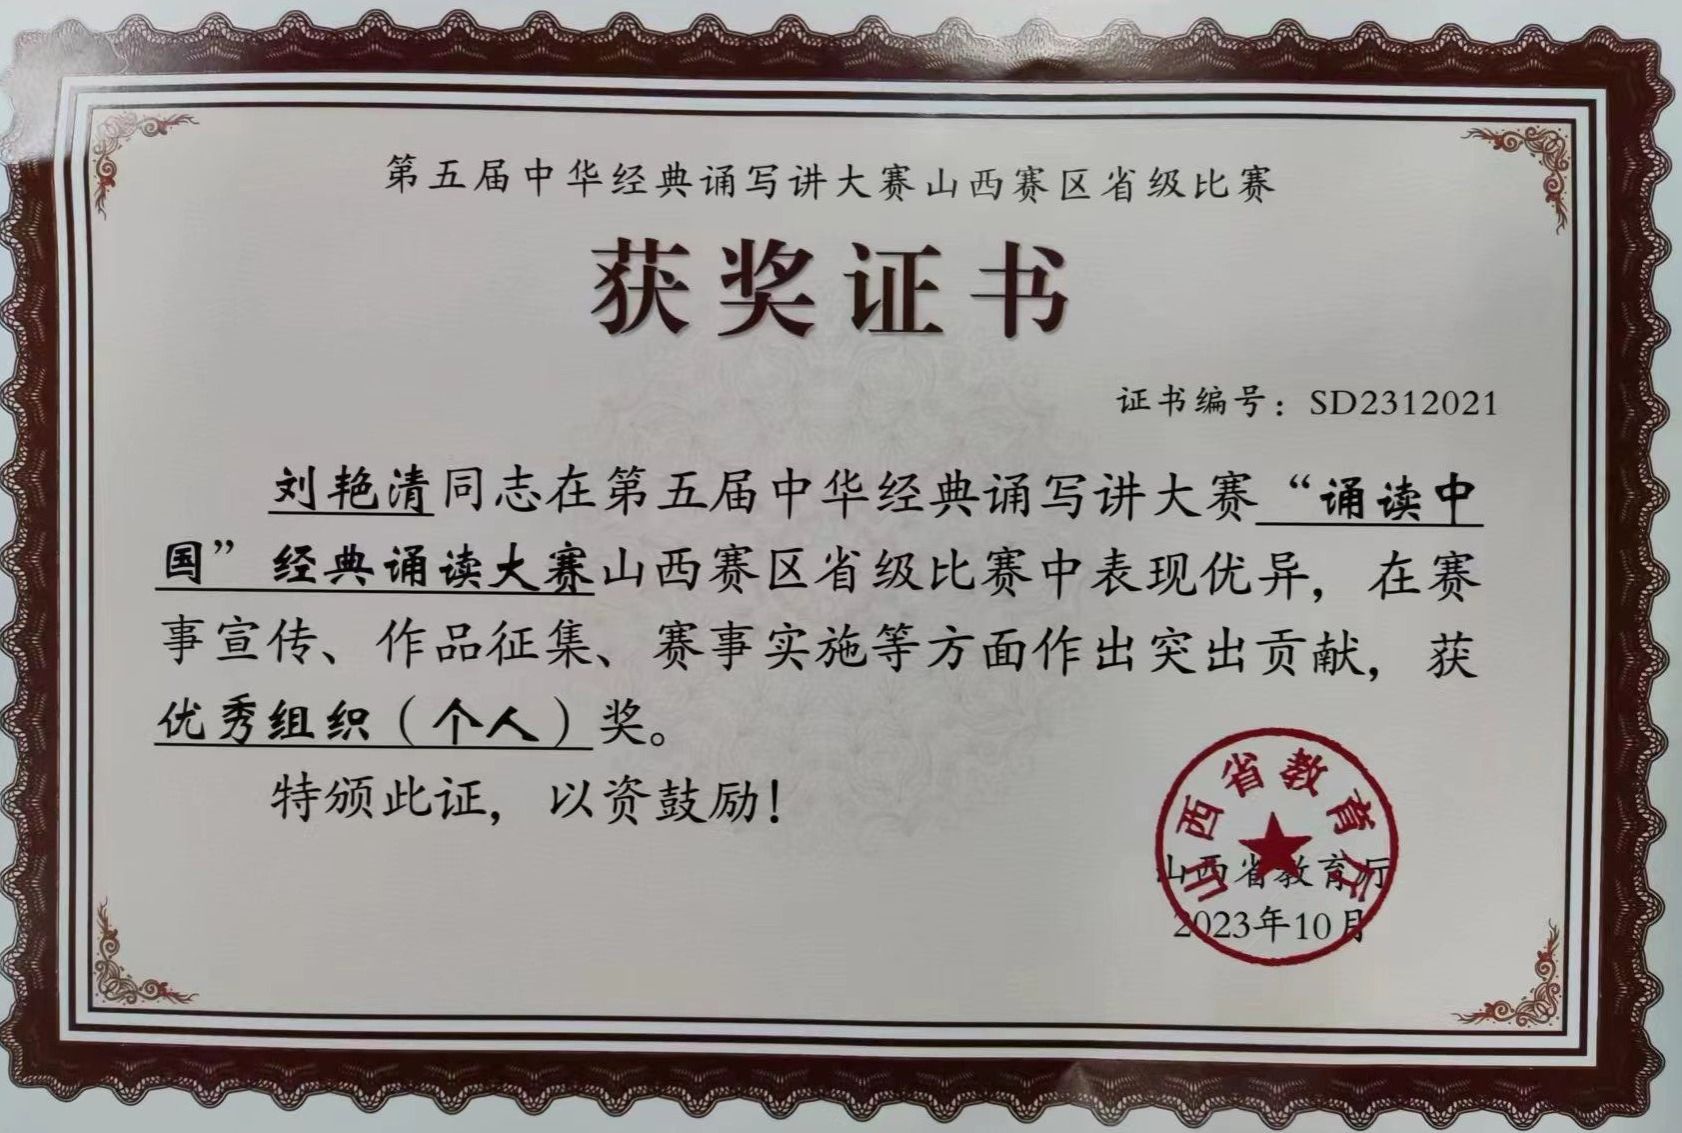 第五届中华经典诵写讲大赛山西赛区省级比赛
获奖证书
证书编号：SD2312021
刘艳清同志在第五届中华经典诵写讲大赛“诵读中
国”经典诵读大赛山西赛区省级比赛中表现优异，在赛
事宣传、作品征集、赛事实施等方面作出突出贡献，获
优秀组织（个人）奖。
特颁此证，以资鼓励！
山西省教育厅
山西省教育厅
2023年10月